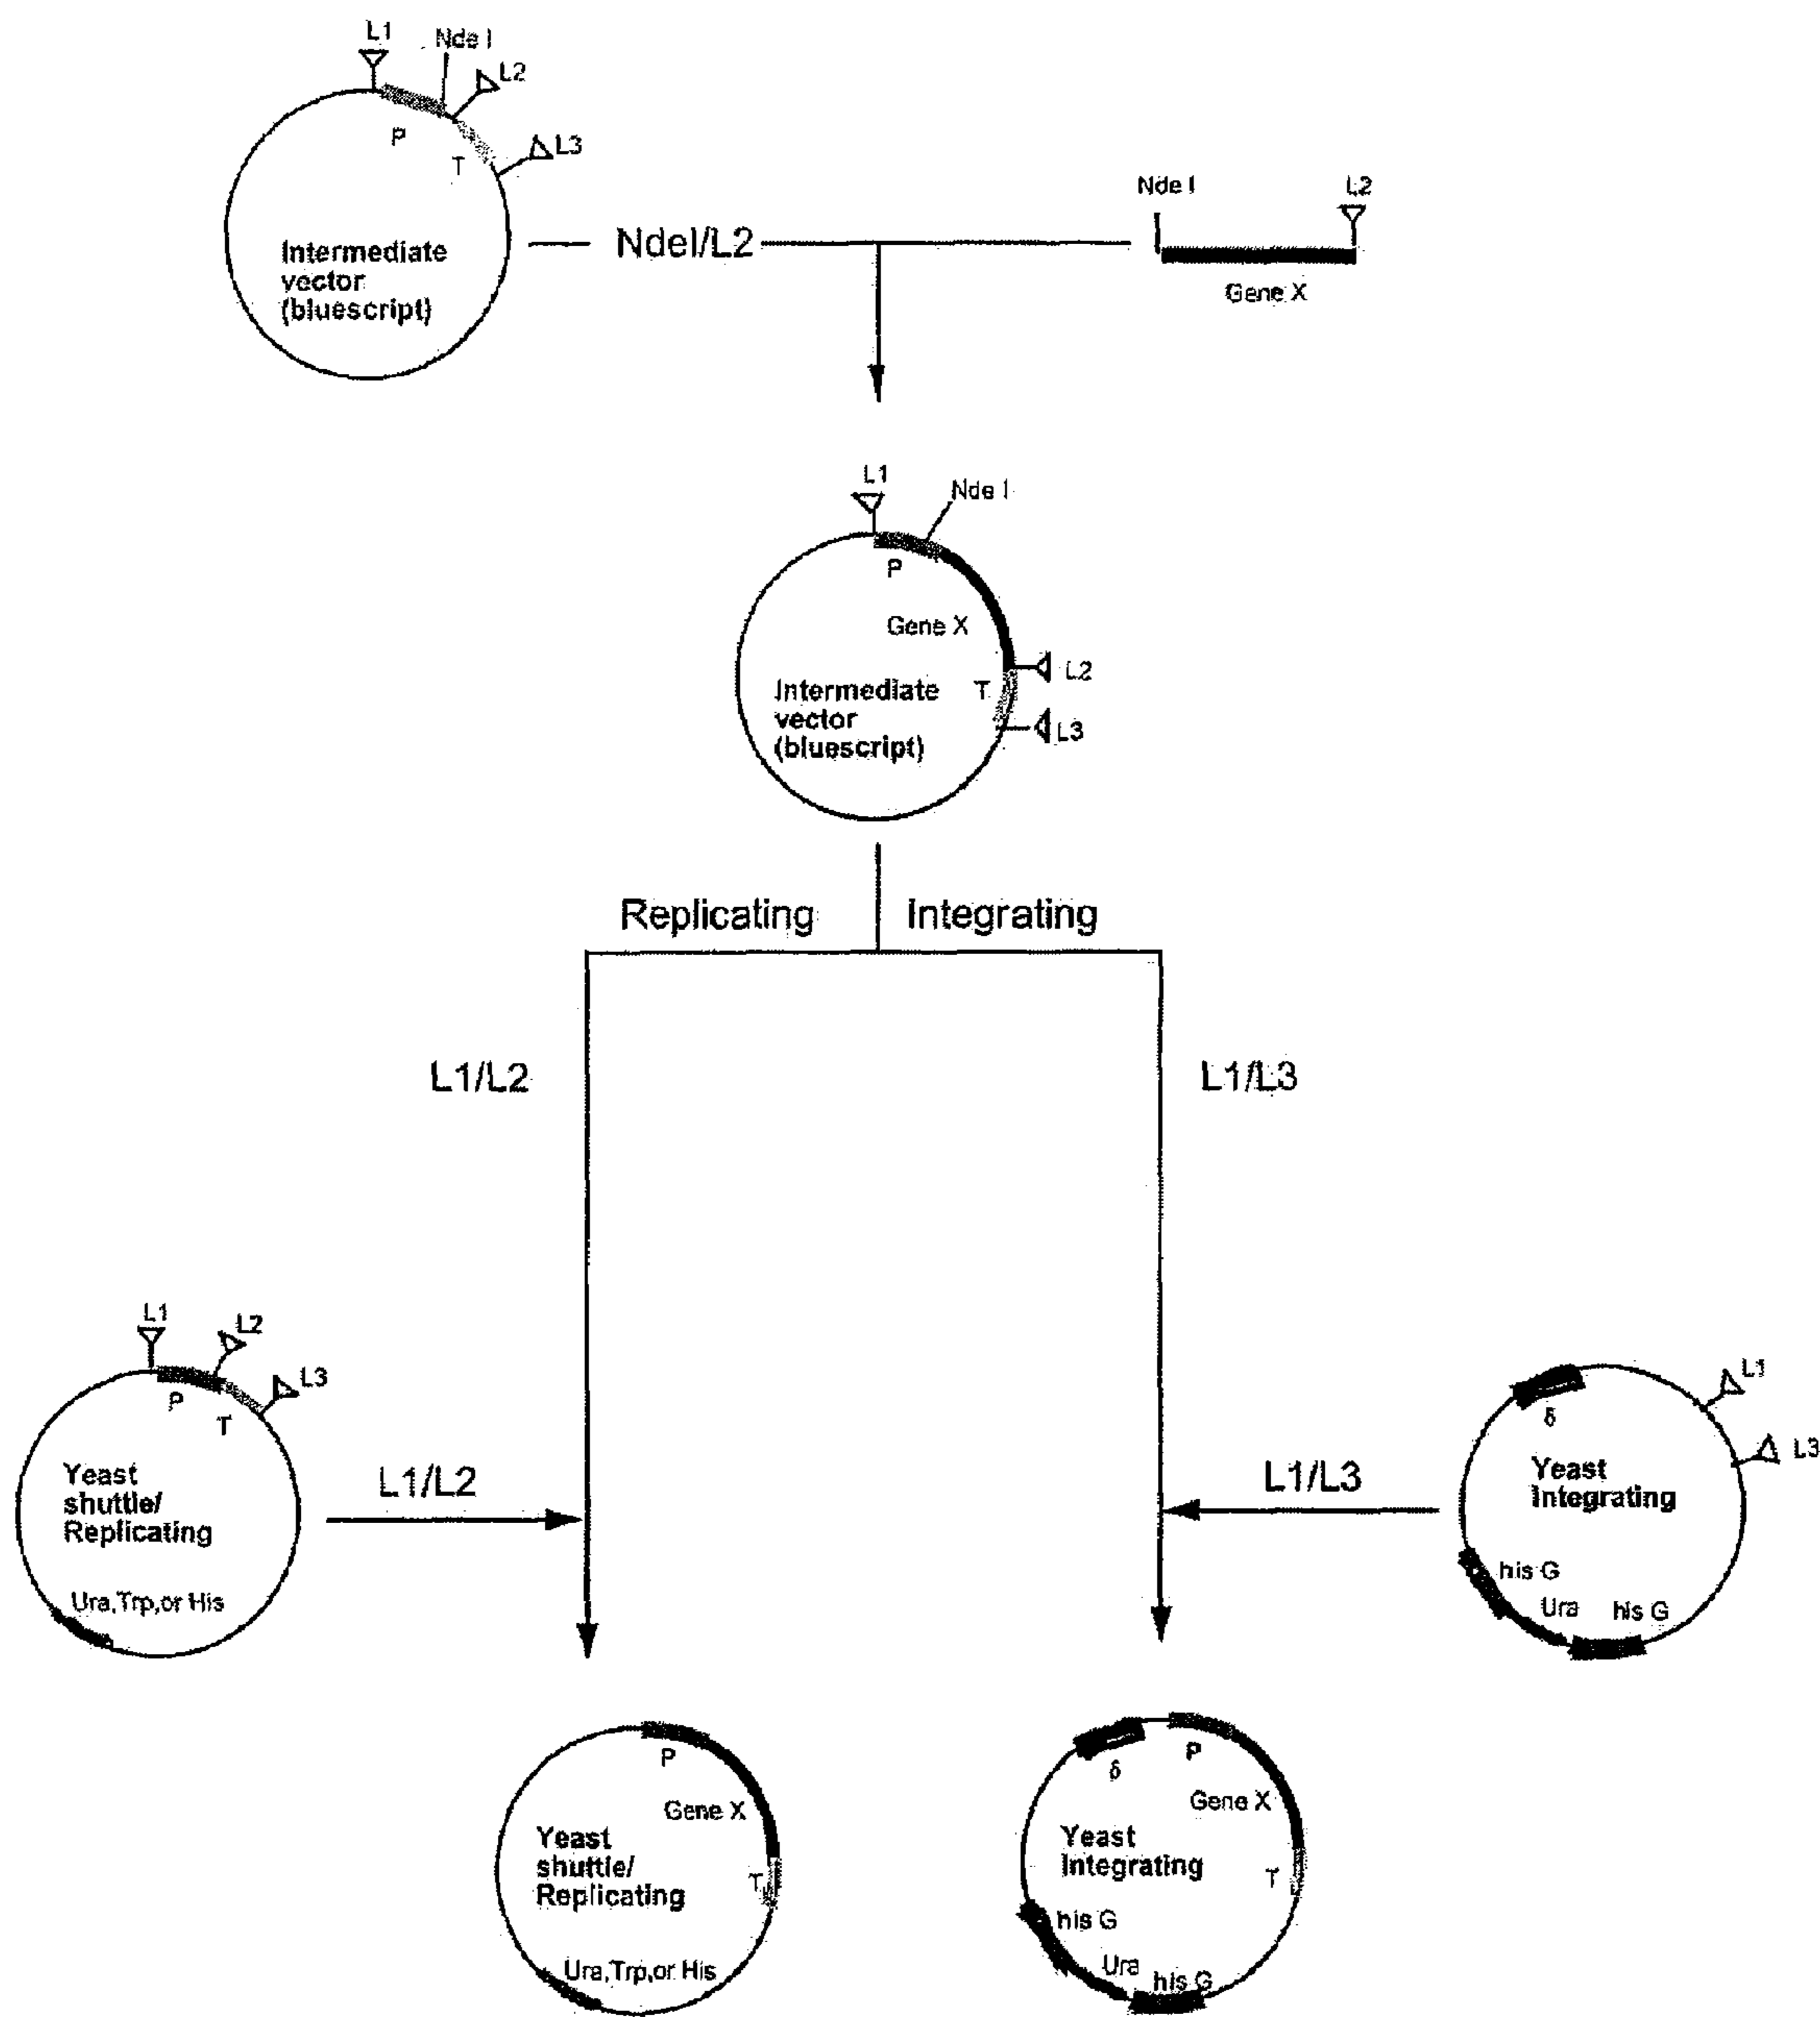 L1
Nde I
L2
L3
P
T
Intermediate
vector
(bluescript)
NdeI/L2
Nde I
L2
Gene X
L1
Nde I
P
Gene X
L2
T
L3
Intermediate
vector
(bluescript)
Replicating
Integrating
L1/L2
L1/L3
L1
L2
L3
P
T
Yeast
shuttle/
Replicating
Ura,Trp,or His
L1/L2
L1/L3
L1
L3
δ
Yeast
Integrating
his G
Ura
his G
P
Gene X
T
Yeast
shuttle/
Replicating
Ura,Trp,or His
δ
P
Gene X
T
Yeast
Integrating
his G
Ura
his G